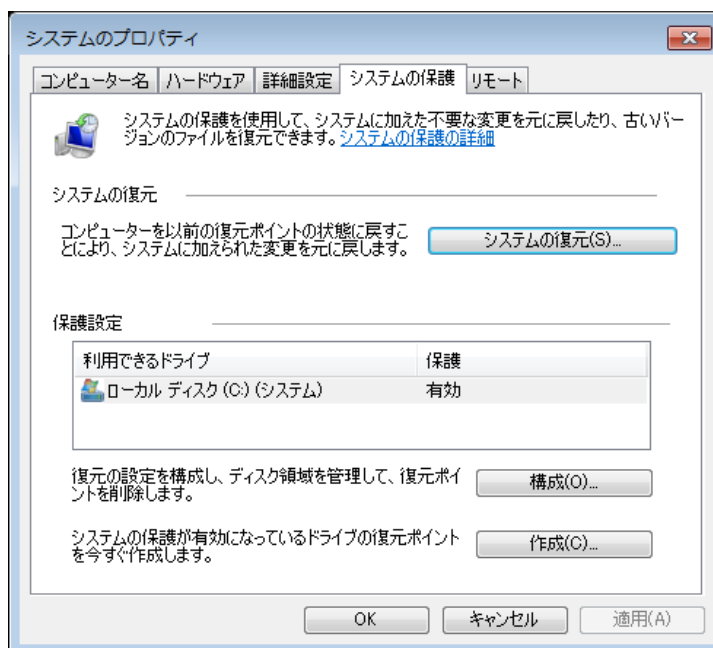 システムのプロパティ
コンピューター名 ハードウェア 詳細設定 システムの保護 リモート
システムの保護を使用して、システムに加えた不要な変更を元に戻したり、古いバー
ジョンのファイルを復元できます。システムの保護の詳細
システムの復元
コンピューターを以前の復元ポイントの状態に戻すこ
とにより、システムに加えられた変更を元に戻します。
システムの復元(S)...
保護設定
利用できるドライブ 保護
ローカル ディスク (C:) (システム) 有効
復元の設定を構成し、ディスク領域を管理して、復元ポイ
ントを削除します。
構成(O)...
システムの保護が有効になっているドライブの復元ポイント
を今すぐ作成します。
作成(C)...
OK キャンセル 適用(A)